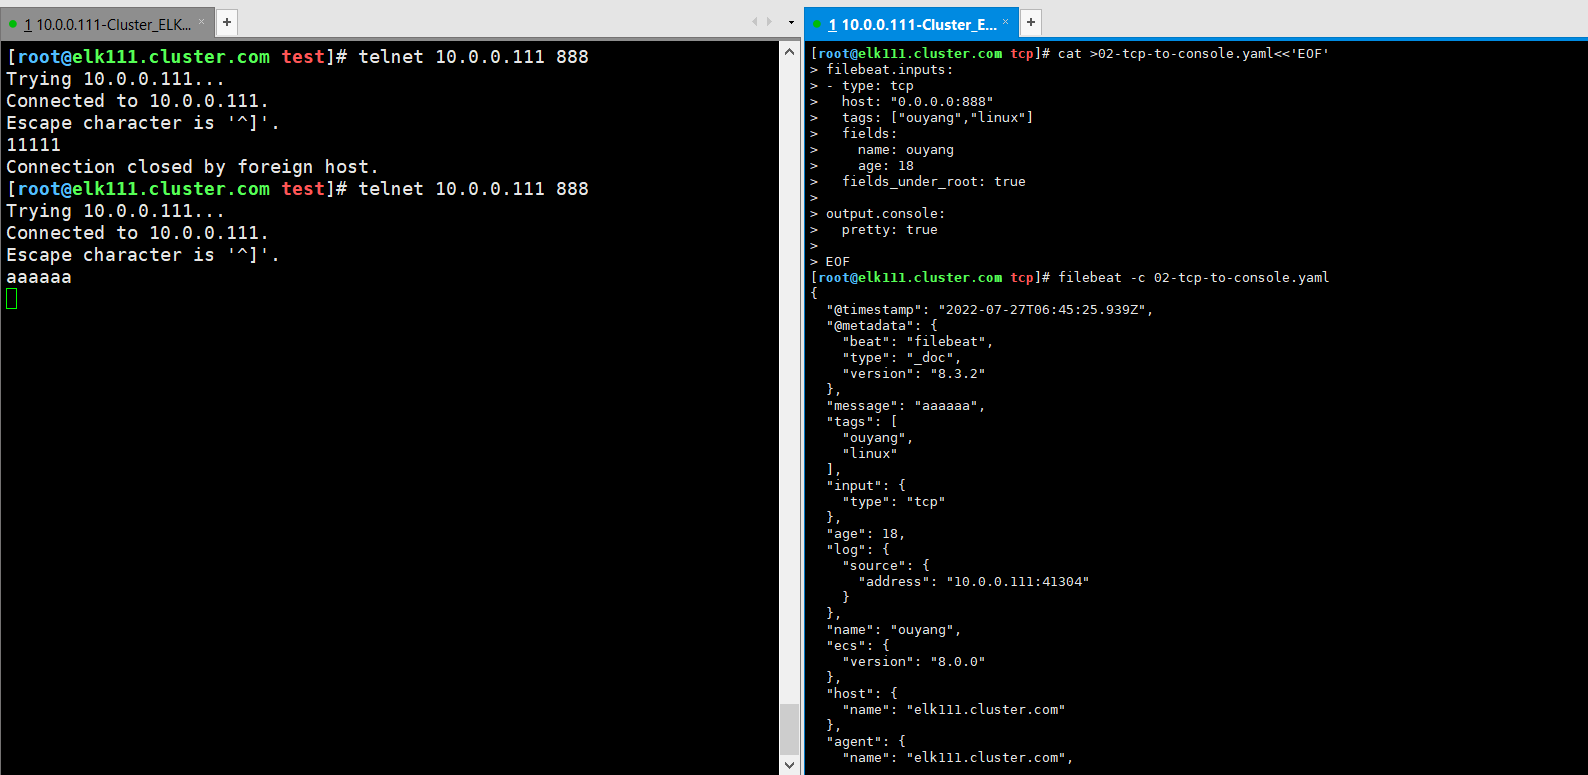 1 10.0.0.111-Cluster_ELK... × +
[root@elk111.cluster.com test]# telnet 10.0.0.111 888
Trying 10.0.0.111...
Connected to 10.0.0.111.
Escape character is '^]'.
11111
Connection closed by foreign host.
[root@elk111.cluster.com test]# telnet 10.0.0.111 888
Trying 10.0.0.111...
Connected to 10.0.0.111.
Escape character is '^]'.
aaaaaa
1 10.0.0.111-Cluster_E... × +
[root@elk111.cluster.com tcp]# cat >02-tcp-to-console.yaml<<'EOF'
> filebeat.inputs:
> - type: tcp
>   host: "0.0.0.0:888"
>   tags: ["ouyang","linux"]
>   fields:
>     name: ouyang
>     age: 18
>   fields_under_root: true
>
> output.console:
>   pretty: true
>
> EOF
[root@elk111.cluster.com tcp]# filebeat -c 02-tcp-to-console.yaml
{
  "@timestamp": "2022-07-27T06:45:25.939Z",
  "@metadata": {
    "beat": "filebeat",
    "type": "_doc",
    "version": "8.3.2"
  },
  "message": "aaaaaa",
  "tags": [
    "ouyang",
    "linux"
  ],
  "input": {
    "type": "tcp"
  },
  "age": 18,
  "log": {
    "source": {
      "address": "10.0.0.111:41304"
    }
  },
  "name": "ouyang",
  "ecs": {
    "version": "8.0.0"
  },
  "host": {
    "name": "elk111.cluster.com"
  },
  "agent": {
    "name": "elk111.cluster.com",